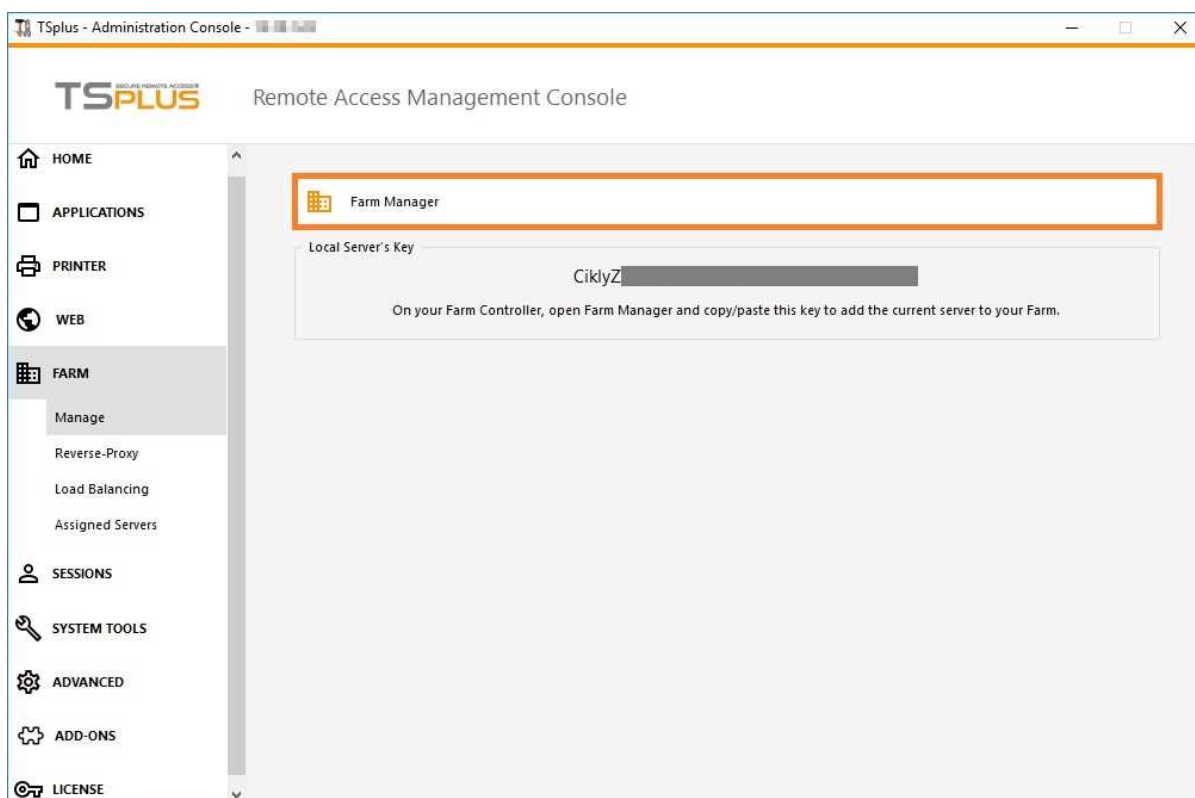 TSplus - Administration Console -
TSPLUS
SECURE REMOTE ACCESS
Remote Access Management Console
HOME
APPLICATIONS
PRINTER
WEB
FARM
Manage
Reverse-Proxy
Load Balancing
Assigned Servers
SESSIONS
SYSTEM TOOLS
ADVANCED
ADD-ONS
LICENSE
Farm Manager
Local Server's Key
CiklyZ
On your Farm Controller, open Farm Manager and copy/paste this key to add the current server to your Farm.